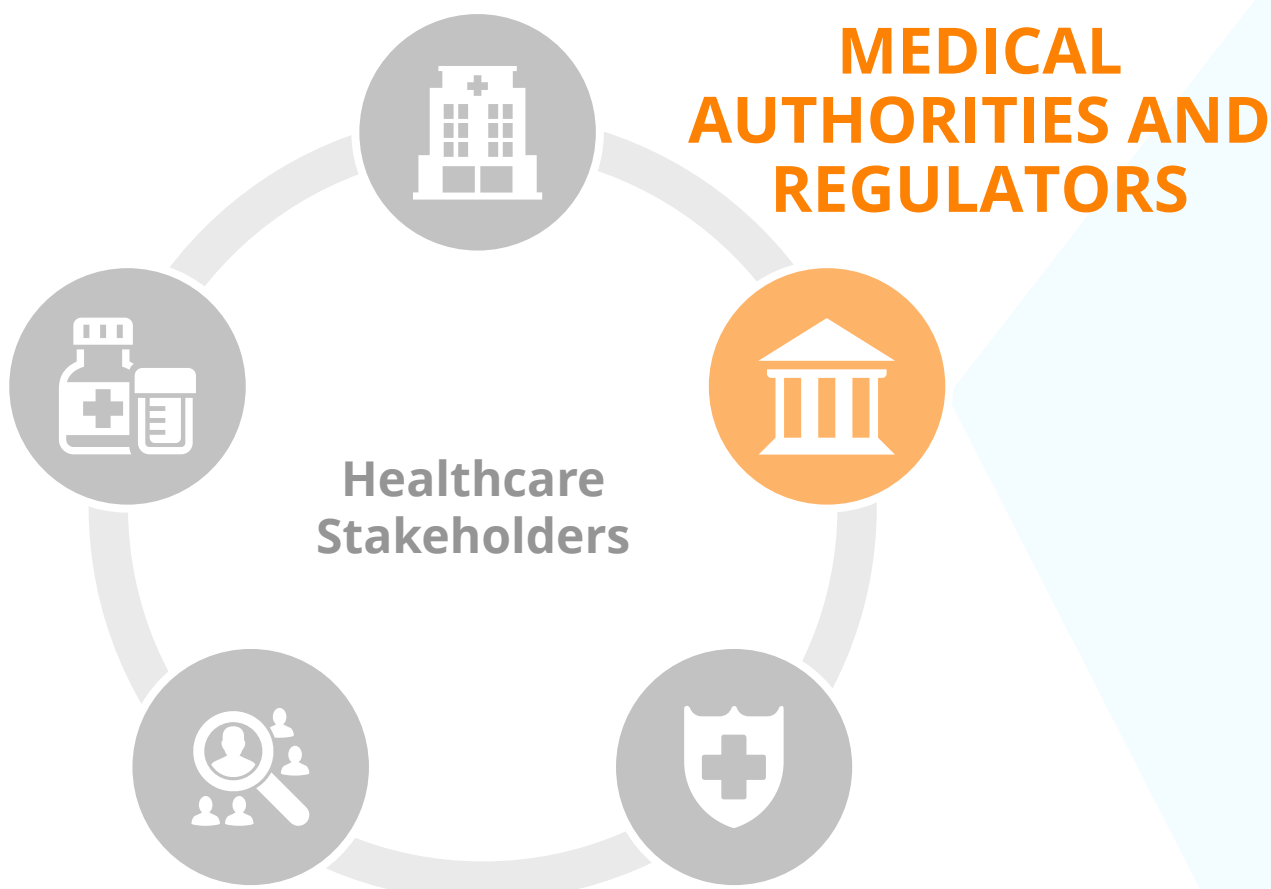 MEDICAL
AUTHORITIES AND
REGULATORS
Healthcare
Stakeholders